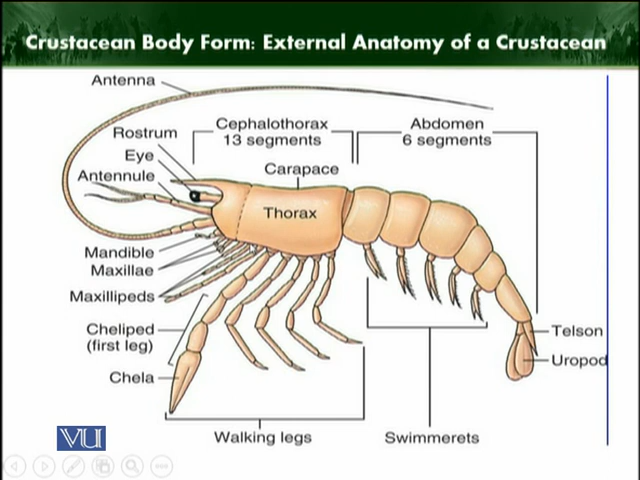 Crustacean Body Form: External Anatomy of a Crustacean
Antenna
Rostrum
Cephalothorax
13 segments
Abdomen
6 segments
Eye
Carapace
Antennule
Thorax
Mandible
Maxillae
Maxillipeds
Cheliped
(first leg)
Telson
Uropod
Chela
Walking legs
Swimmerets
VU